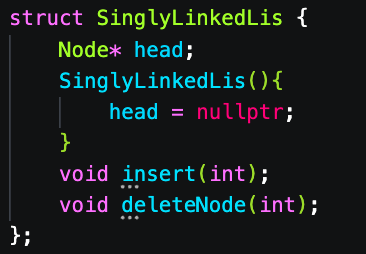 struct SinglyLinkedLis {
    Node* head;
    SinglyLinkedLis(){
        head = nullptr;
    }
    void insert(int);
    void deleteNode(int);
};